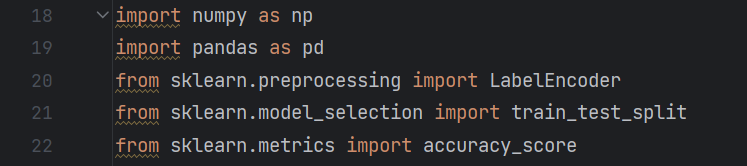 18 import numpy as np
19 import pandas as pd
20 from sklearn.preprocessing import LabelEncoder
21 from sklearn.model_selection import train_test_split
22 from sklearn.metrics import accuracy_score